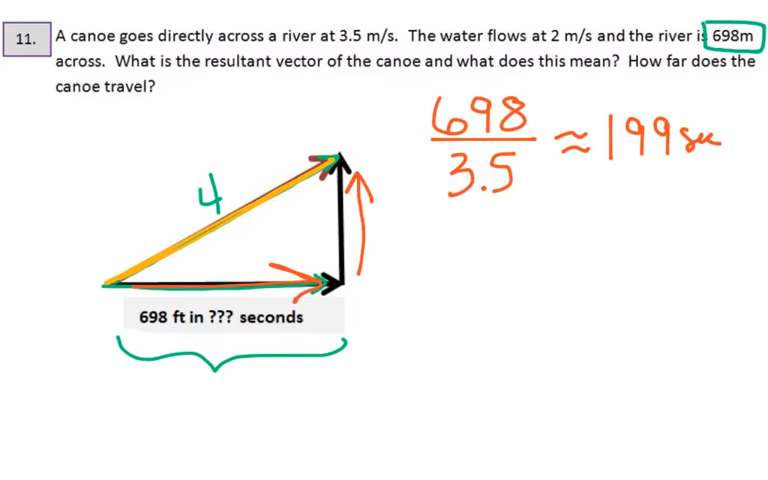 11. A canoe goes directly across a river at 3.5 m/s. The water flows at 2 m/s and the river is 698m
across. What is the resultant vector of the canoe and what does this mean? How far does the
canoe travel?
698
3.5
≈ 199 sec
4
698 ft in ??? seconds